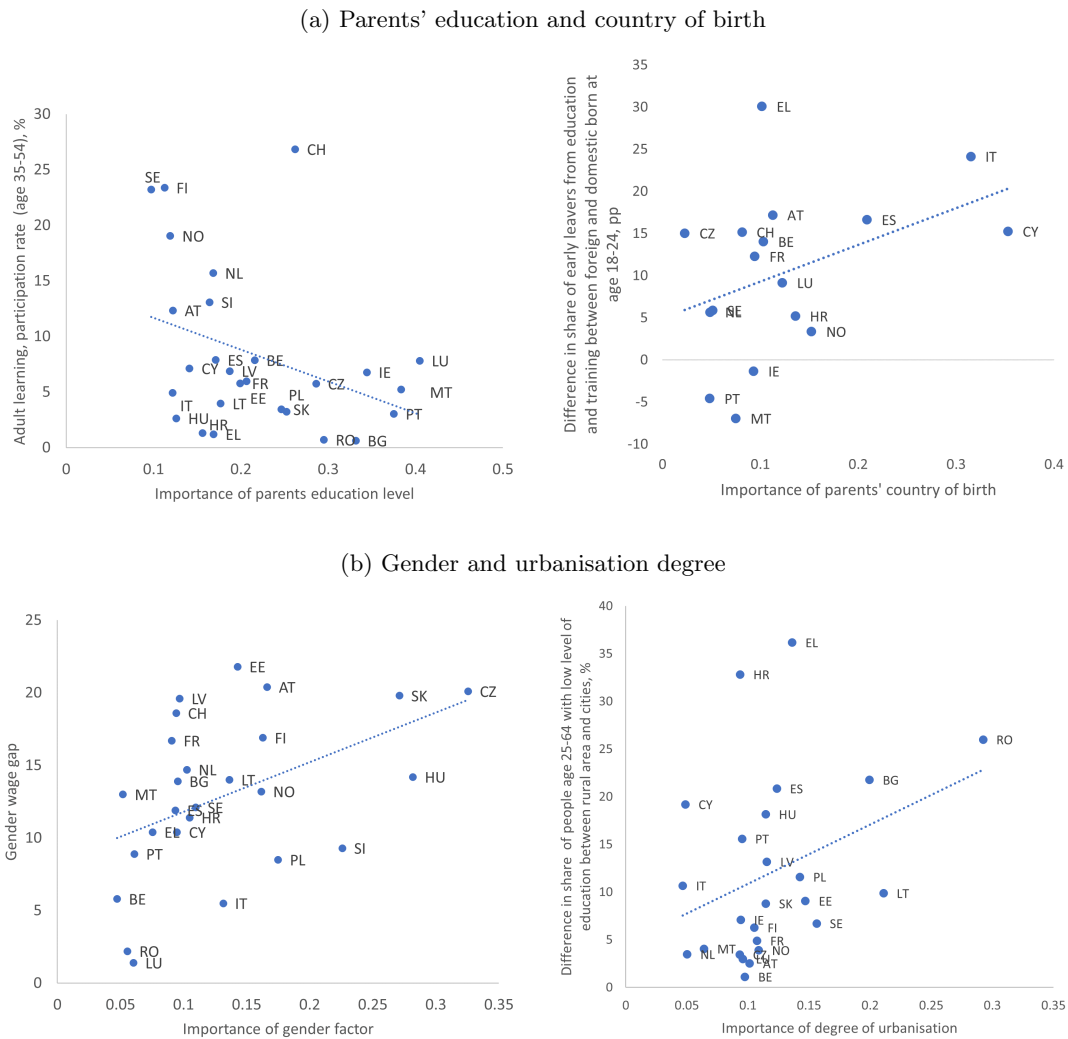 (a) Parents' education and country of birth
Adult learning, participation rate (age 35-54), %
30
25
20
15
10
5
0
0
0.1
0.2
0.3
0.4
0.5
CH
SE
FI
NO
NL
SI
AT
ES
BE
CY
LV
LU
IE
FR
CZ
MT
IT
EE
PL
LT
SK
PT
HU
HR
EL
RO
BG
Importance of parents education level
Difference in share of early leavers from education
and training between foreign and domestic born at
age 18-24, pp
35
30
25
20
15
10
5
0
-5
-10
0
0.1
0.2
0.3
0.4
EL
IT
AT
ES
CZ
CH
CY
BE
FR
LU
SE
NL
HR
NO
IE
PT
MT
Importance of parents' country of birth
(b) Gender and urbanisation degree
Gender wage gap
25
20
15
10
5
0
0
0.05
0.1
0.15
0.2
0.25
0.3
0.35
EE
AT
CZ
SK
LV
CH
FR
FI
NL
BG
LT
HU
MT
NO
ES
SE
HR
EL
CY
PT
PL
SI
BE
IT
RO
LU
Importance of gender factor
Difference in share  of people age 25-64 with low level of
education between rural area and cities, %
40
35
30
25
20
15
10
5
0
0
0.05
0.1
0.15
0.2
0.25
0.3
0.35
EL
HR
RO
BG
ES
CY
HU
PT
LV
PL
IT
LT
EE
SK
IE
FI
SE
FR
MT
NO
NL
CZ
LU
AT
BE
Importance of degree of urbanisation